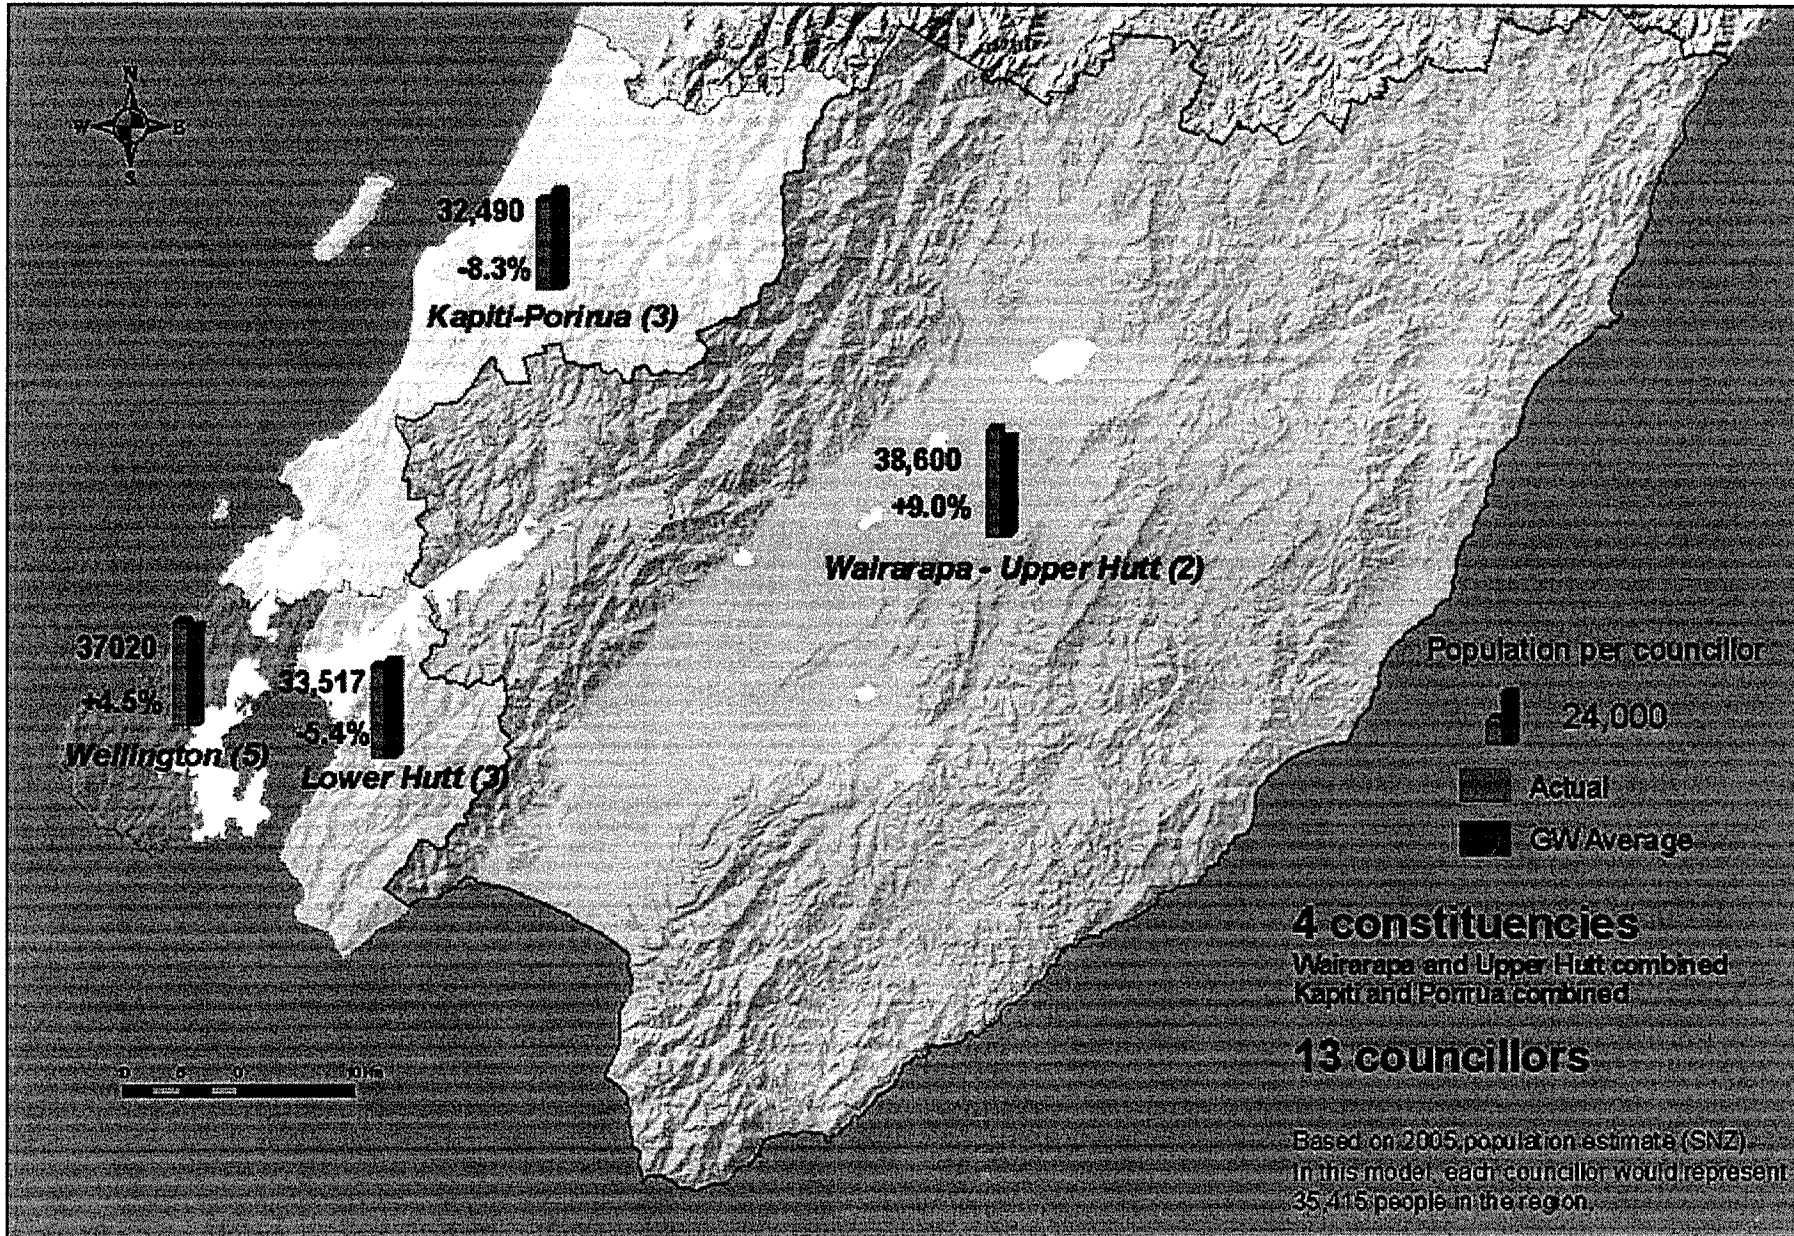 N
W
E
S
32,490
-8.3%
Kapiti-Porirua (3)
38,600
+9.0%
Wairarapa - Upper Hutt (2)
37020
+4.5%
Wellington (5)
33,517
-5.4%
Lower Hutt (3)
Population per councillor
24,000
Actual
GW Average
4 constituencies
Wairarapa and Upper Hutt combined
Kapiti and Porirua combined
13 councillors
Based on 2005 population estimate (SNZ).
In this model, each councillor would represent
35,415 people in the region.